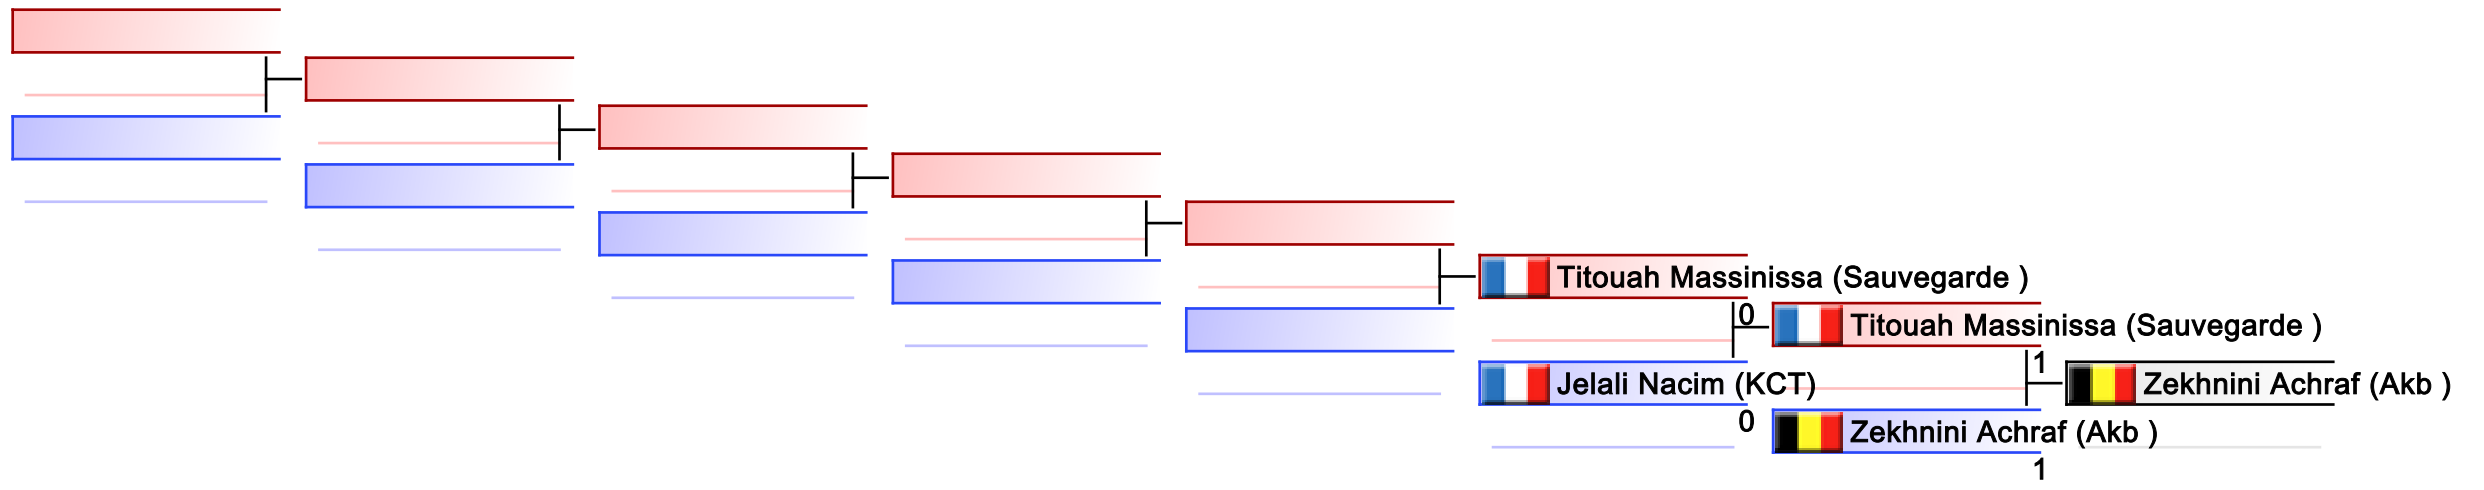 Titouah Massinissa (Sauvegarde )
0
Titouah Massinissa (Sauvegarde )
1
Jelali Nacim (KCT)
0
Zekhnini Achraf (Akb )
Zekhnini Achraf (Akb )
1